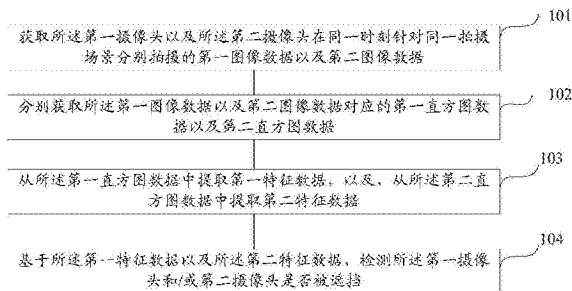 101
获取所述第一摄像头以及所述第二摄像头在同一时刻针对同一拍摄
场景分别拍摄的第一图像数据以及第二图像数据
102
分别获取所述第一图像数据以及第二图像数据对应的第一直方图数
据以及第二直方图数据
103
从所述第一直方图数据中提取第一特征数据，以及、从所述第二直
方图数据中提取第二特征数据
104
基于所述第一特征数据以及所述第二特征数据，检测所述第一摄像
头和/或第二摄像头是否被遮挡